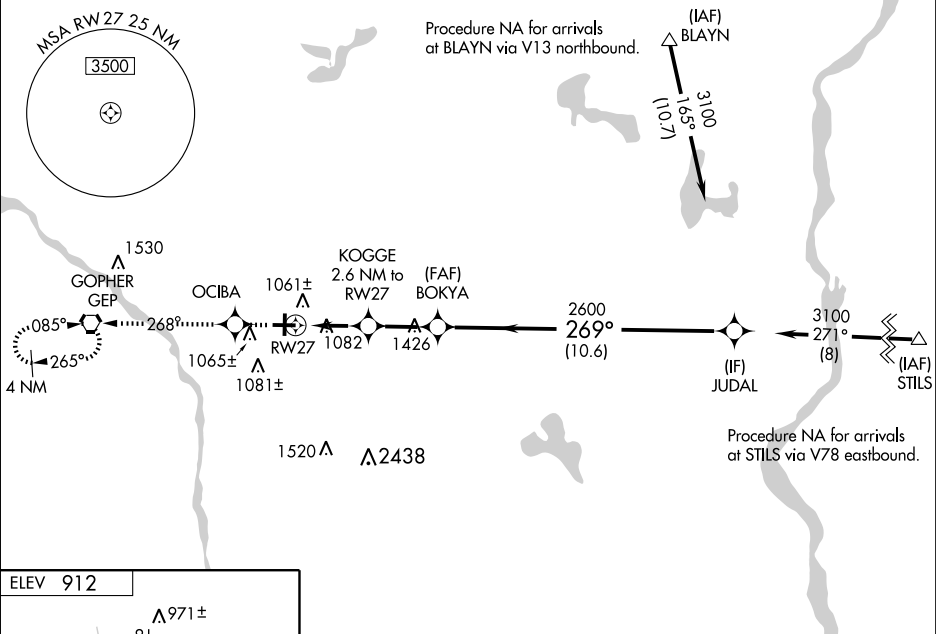 MSA RW27 25 NM
3500
Procedure NA for arrivals
at BLAYN via V13 northbound.
(IAF)
BLAYN
3100
165°
(10.7)
1530
GOPHER
GEP
OCIBA
1061±
KOGGE
2.6 NM to
RW27
(FAF)
BOKYA
085°
268°
265°
4 NM
RW27
1065±
1081±
1082
1426
2600
269°
(10.6)
(IF)
JUDAL
3100
271°
(8)
(IAF)
STILS
Procedure NA for arrivals
at STILS via V78 eastbound.
1520
2438
ELEV 912
971±